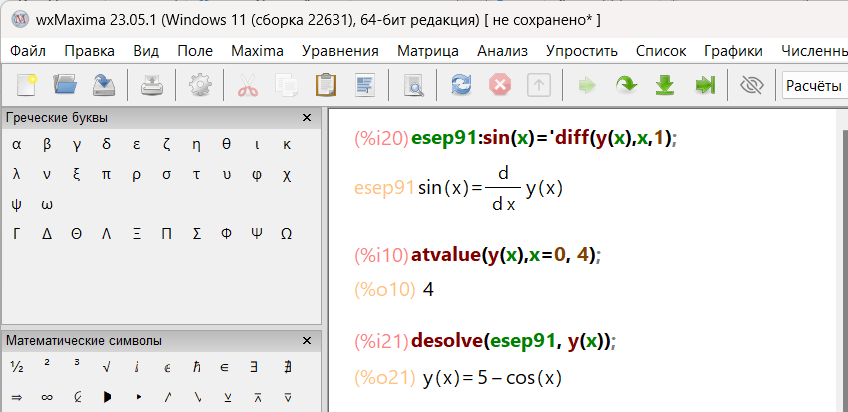 wxMaxima 23.05.1 (Windows 11 (сборка 22631), 64-бит редакция) [ не сохранено* ]
Файл Правка Вид Поле Maxima Уравнения Матрица Анализ Упростить Список Графики Численнь
Расчёты
Греческие буквы
α β γ δ ε ζ η θ ι κ
λ ν ξ π ρ σ τ υ φ χ
ψ ω
Γ Δ Θ Λ Ξ Π Σ Φ Ψ Ω
Математические символы
½ ² ³ √ ⅈ ℯ ℏ ∈ ∃ ∄
(%i20) esep91:sin(x)='diff(y(x),x,1);
esep91 sin(x)= d/dx y(x)
(%i10) atvalue(y(x),x=0, 4);
(%o10) 4
(%i21) desolve(esep91, y(x));
(%o21) y(x)=5−cos(x)